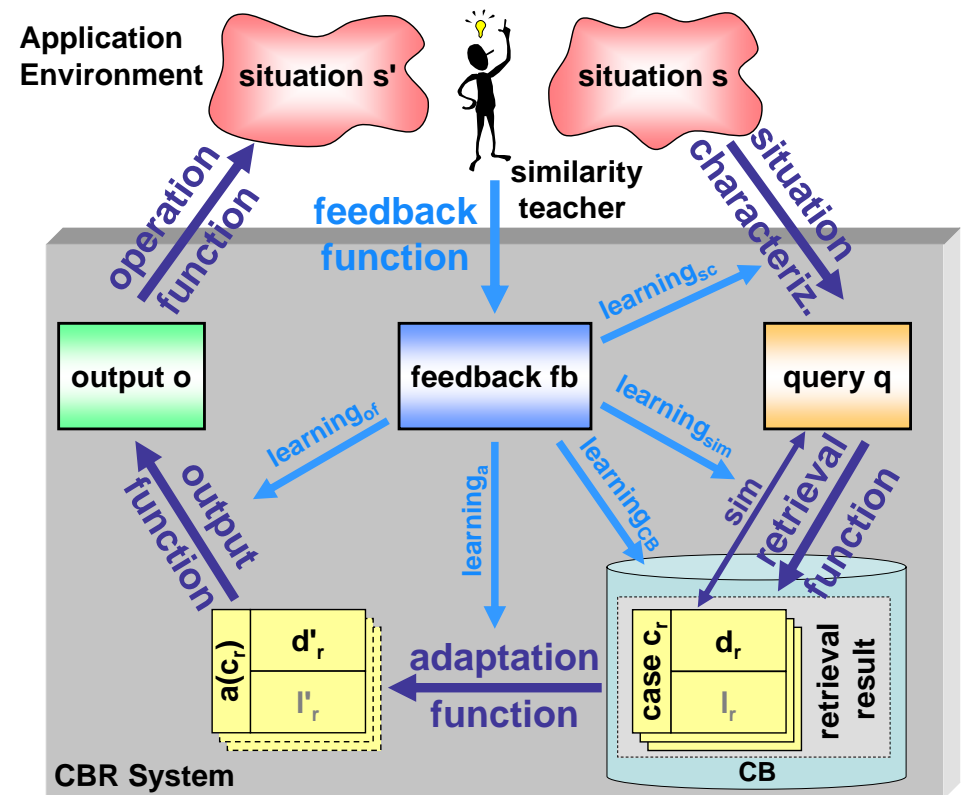 Application
Environment
situation s'
situation s
similarity
teacher
feedback
function
operation
function
situation
characteriz.
learning_sc
output o
feedback fb
query q
learning_of
learning_a
learning_CB
learning_sim
sim
retrieval
function
output
function
a(c_r)
d'_r
l'_r
adaptation
function
case c_r
d_r
l_r
retrieval
result
CB
CBR System